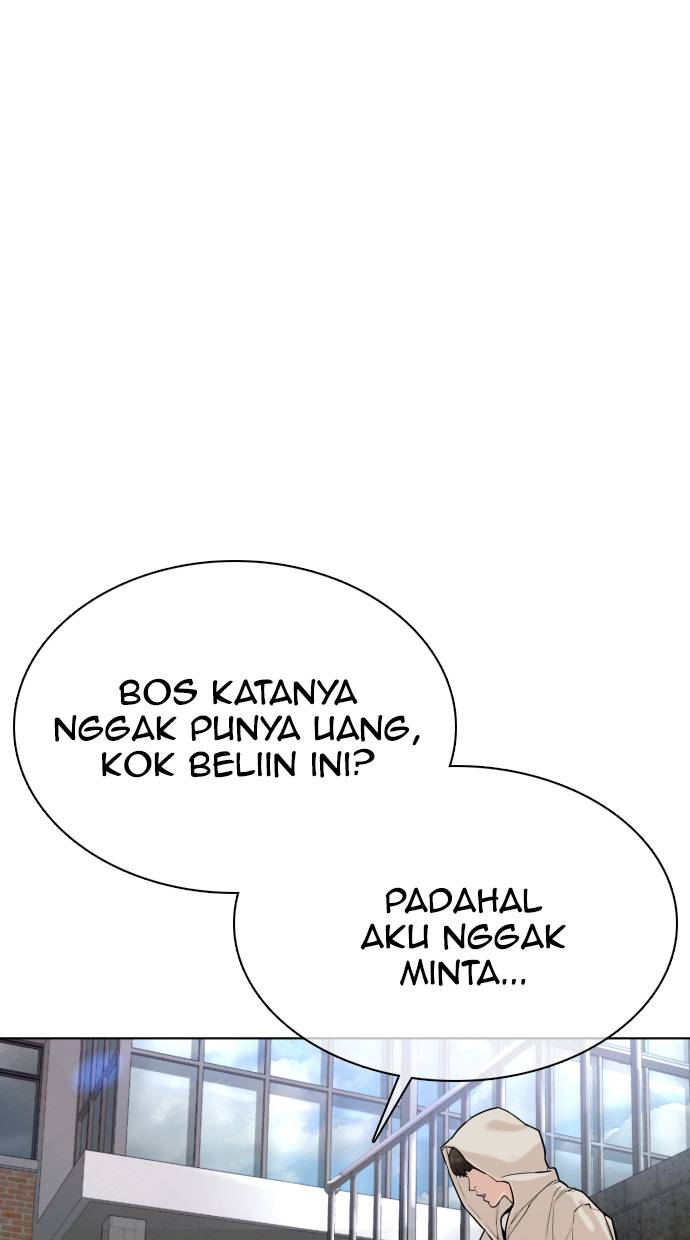 BOS KATANYA
NGGAK PUNYA UANG,
KOK BELIIN INI?
PADAHAL
AKU NGGAK
MINTA...